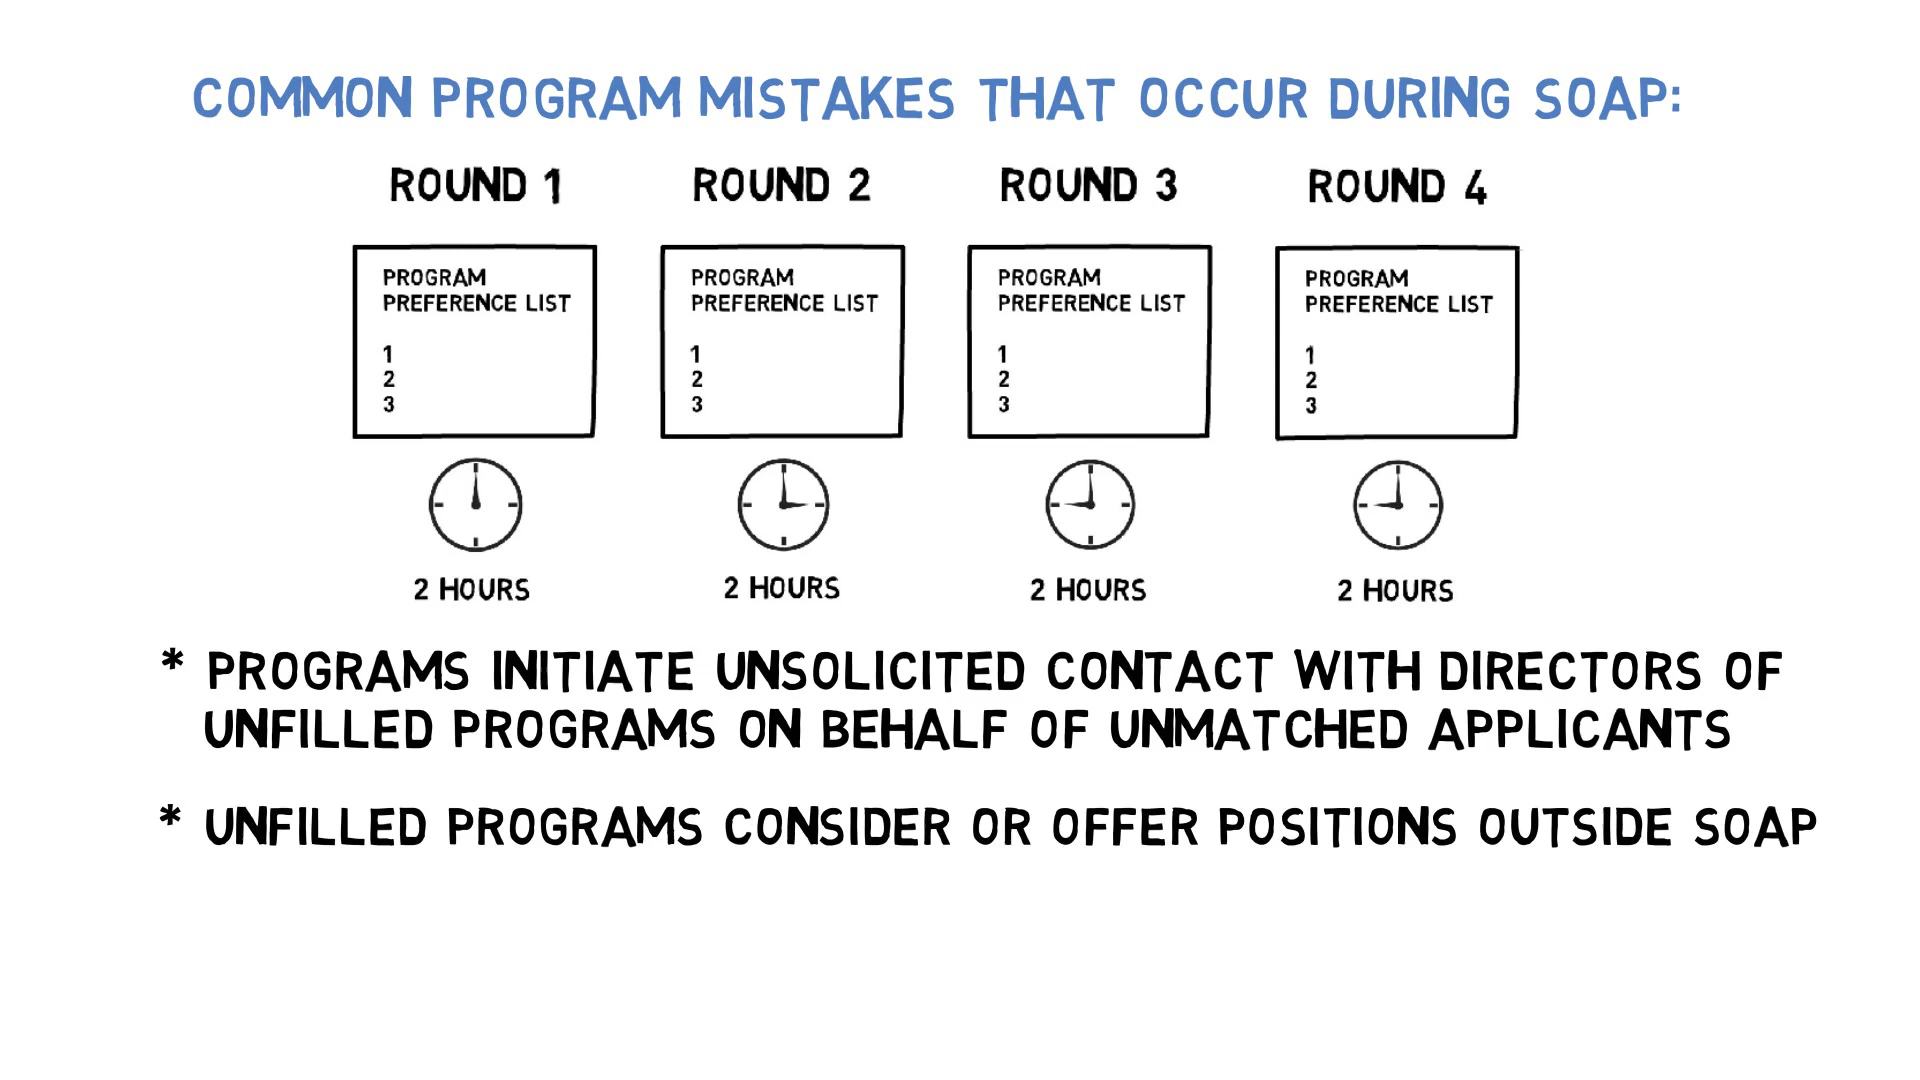 COMMON PROGRAM MISTAKES THAT OCCUR DURING SOAP:
ROUND 1 ROUND 2 ROUND 3 ROUND 4
PROGRAM PROGRAM PROGRAM PROGRAM
PREFERENCE LIST PREFERENCE LIST PREFERENCE LIST PREFERENCE LIST
1 1 1 1
2 2 2 2
3 3 3 3
2 HOURS 2 HOURS 2 HOURS 2 HOURS
* PROGRAMS INITIATE UNSOLICITED CONTACT WITH DIRECTORS OF
UNFILLED PROGRAMS ON BEHALF OF UNMATCHED APPLICANTS
* UNFILLED PROGRAMS CONSIDER OR OFFER POSITIONS OUTSIDE SOAP